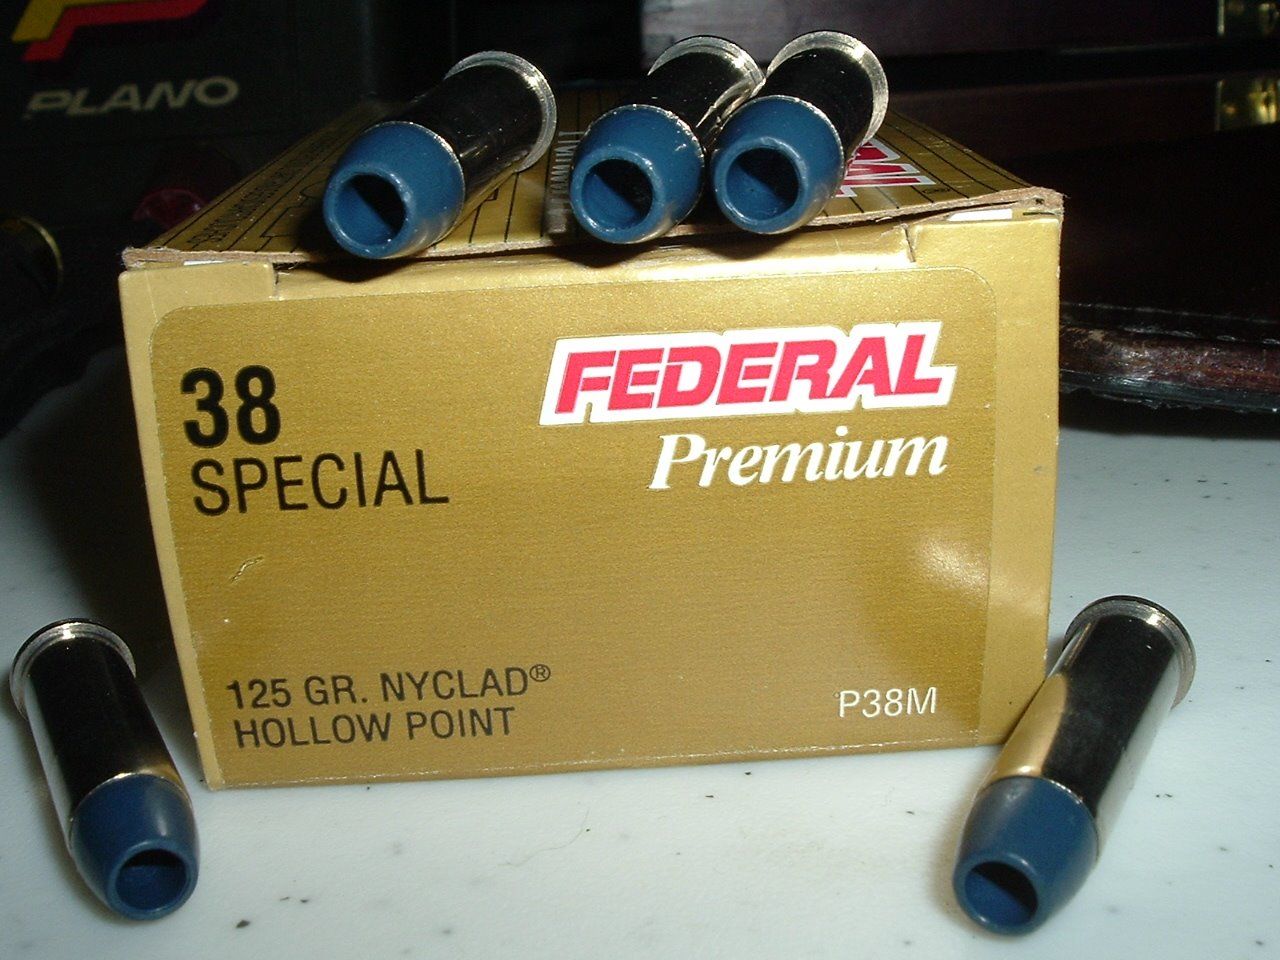 PLANO
38
SPECIAL
FEDERAL
Premium
125 GR. NYCLAD®
HOLLOW POINT
P38M